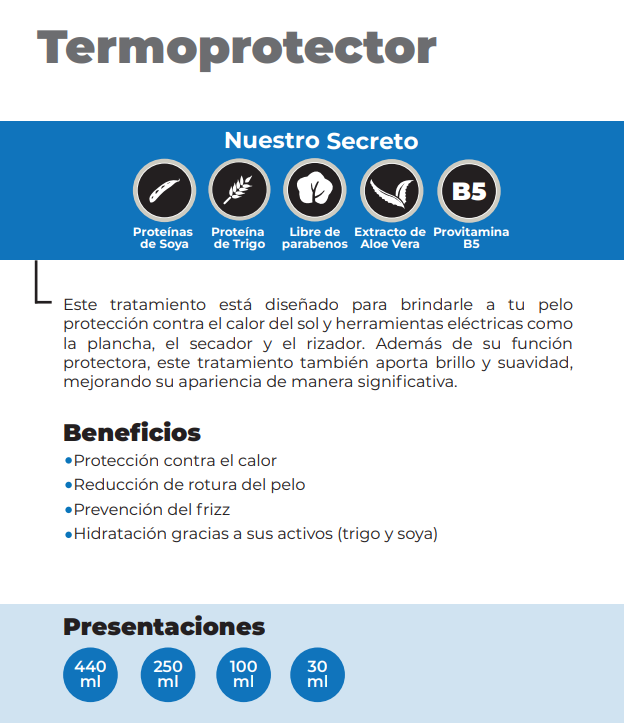 Termoprotector
Nuestro Secreto
B5
Proteínas
de Soya
Proteína
de Trigo
Libre de
parabenos
Extracto de
Aloe Vera
Provitamina
B5
Este tratamiento está diseñado para brindarle a tu pelo
protección contra el calor del sol y herramientas eléctricas como
la plancha, el secador y el rizador. Además de su función
protectora, este tratamiento también aporta brillo y suavidad,
mejorando su apariencia de manera significativa.
Beneficios
•Protección contra el calor
•Reducción de rotura del pelo
•Prevención del frizz
•Hidratación gracias a sus activos (trigo y soya)
Presentaciones
440
ml
250
ml
100
ml
30
ml